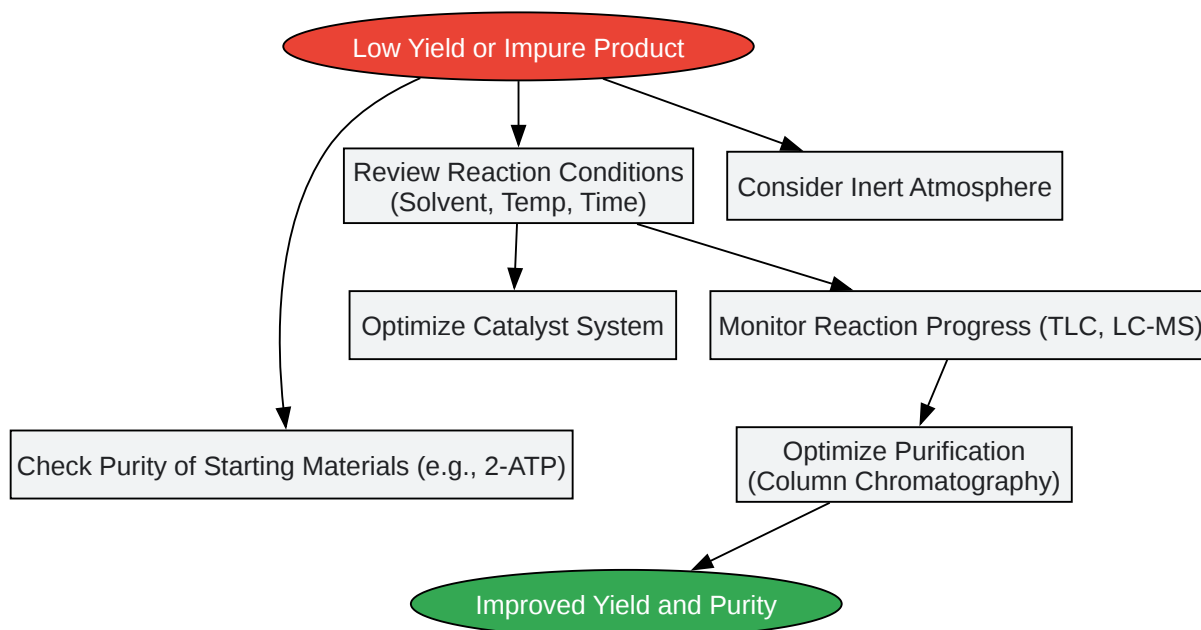 Low Yield or Impure Product
Review Reaction Conditions
(Solvent, Temp, Time)
Consider Inert Atmosphere
Optimize Catalyst System
Monitor Reaction Progress (TLC, LC-MS)
Check Purity of Starting Materials (e.g., 2-ATP)
Optimize Purification
(Column Chromatography)
Improved Yield and Purity